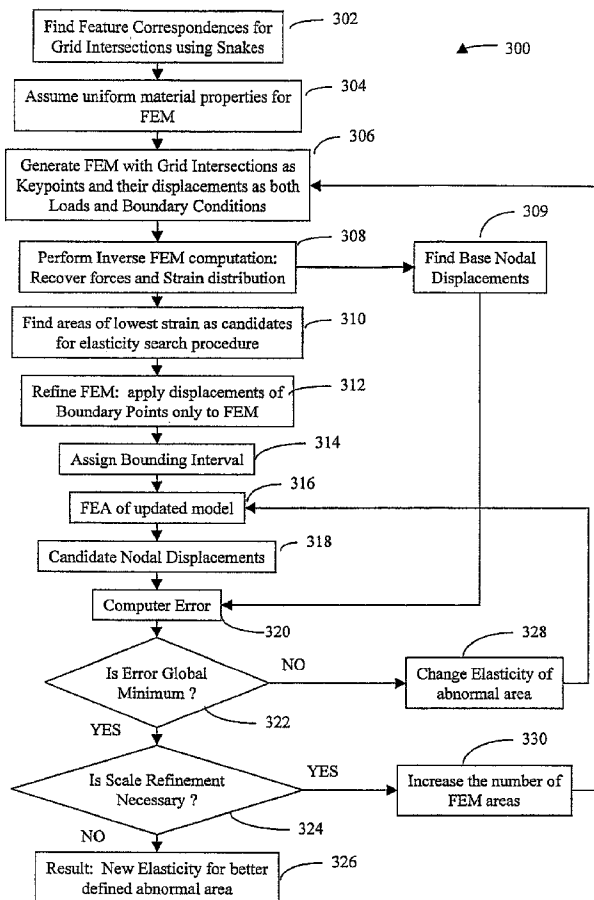 Find Feature Correspondences for
Grid Intersections using Snakes
302
300
Assume uniform material properties for
FEM
304
306
Generate FEM with Grid Intersections as
Keypoints and their displacements as both
Loads and Boundary Conditions
308
Perform Inverse FEM computation:
Recover forces and Strain distribution
309
Find Base Nodal
Displacements
Find areas of lowest strain as candidates
for elasticity search procedure
310
Refine FEM: apply displacements of
Boundary Points only to FEM
312
314
Assign Bounding Interval
316
FEA of updated model
Candidate Nodal Displacements
318
Computer Error
320
Is Error Global
Minimum ?
322
NO
YES
328
Change Elasticity of
abnormal area
Is Scale Refinement
Necessary ?
324
YES
NO
330
Increase the number of
FEM areas
Result: New Elasticity for better
defined abnormal area
326